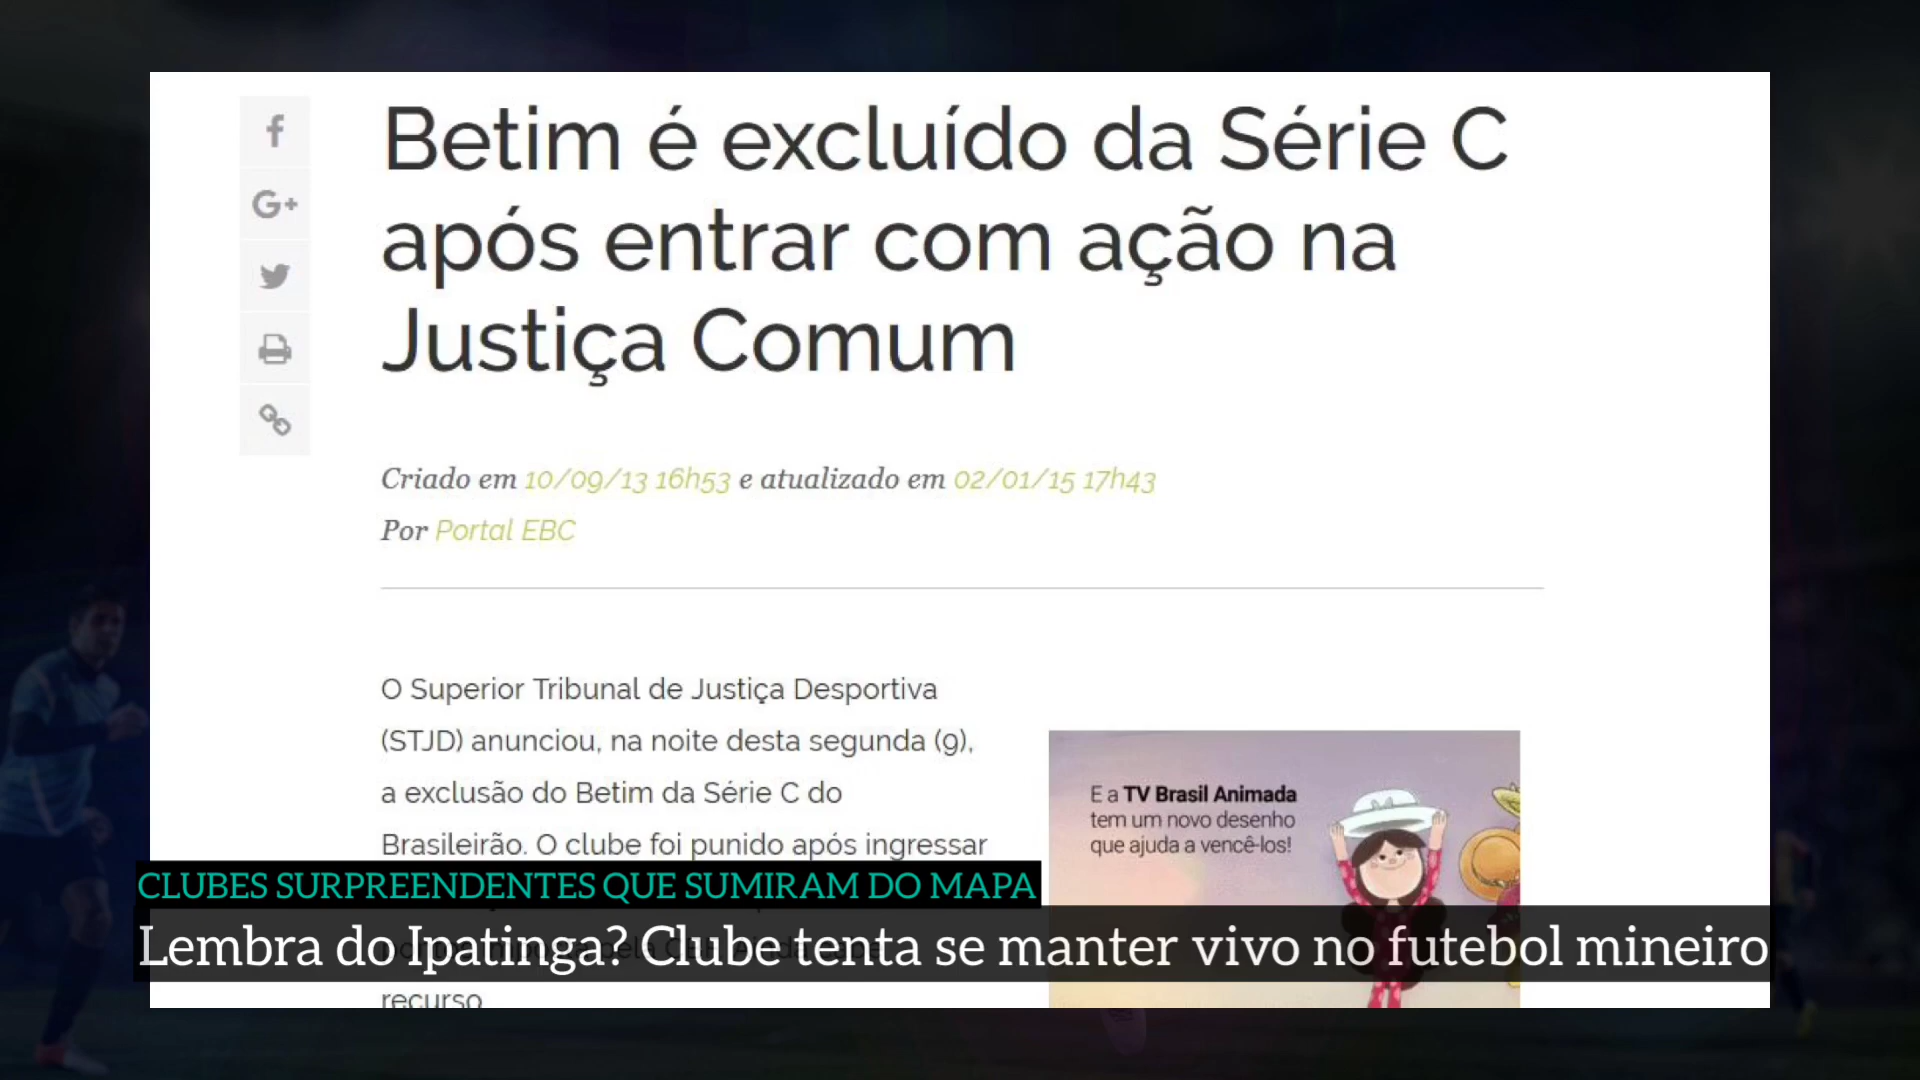 Betim é excluído da Série C
após entrar com ação na
Justiça Comum
Criado em 10/09/13 16h53 e atualizado em 02/01/15 17h43
Por Portal EBC
O Superior Tribunal de Justiça Desportiva
(STJD) anunciou, na noite desta segunda (9),
a exclusão do Betim da Série C do
Brasileirão. O clube foi punido após ingressar
recurso
E a TV Brasil Animada
tem um novo desenho
que ajuda a vencê-los!
CLUBES SURPREENDENTES QUE SUMIRAM DO MAPA
Lembra do Ipatinga? Clube tenta se manter vivo no futebol mineiro